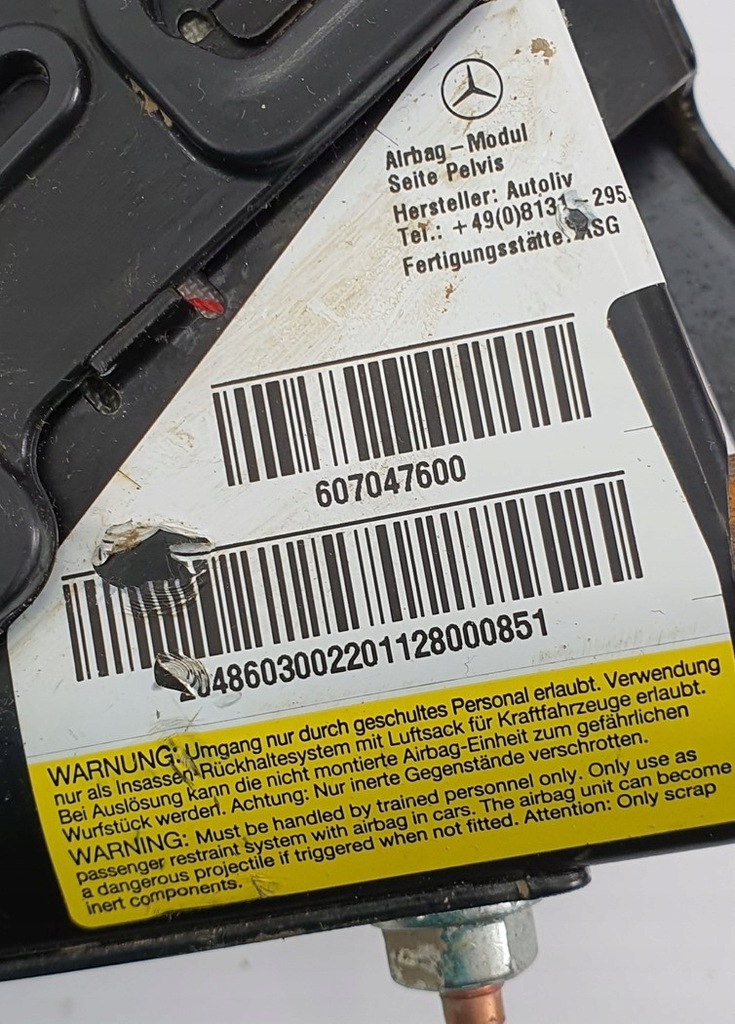 Airbag-Modul
Seite Pelvis
Hersteller: Autoliv
Tel.: +49(0)8131-295
Fertigungsstätte: ASG
607047600
2048603002201128000851
WARNUNG: Umgang nur durch geschultes Personal erlaubt. Verwendung
nur als Insassen-Rückhaltesystem mit Luftsack für Kraftfahrzeuge erlaubt.
Bei Auslösung kann die nicht montierte Airbag-Einheit zum gefährlichen
Wurfstück werden. Achtung: Nur inerte Gegenstände verschrotten.
WARNING: Must be handled by trained personnel only. Only use as
passenger restraint system with airbag in cars. The airbag unit can become
a dangerous projectile if triggered when not fitted. Attention: Only scrap
inert components.